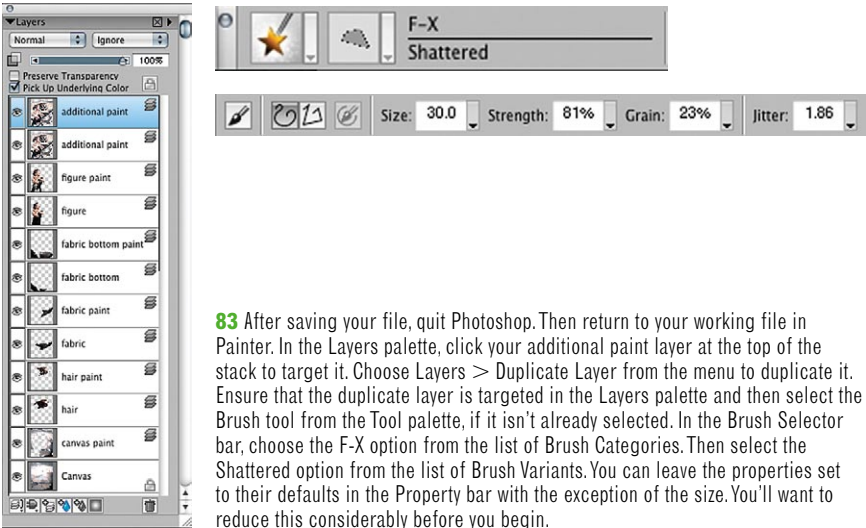 Layers
Normal Ignore
100%
Preserve Transparency
Pick Up Underlying Color
additional paint
additional paint
figure paint
figure
fabric bottom paint
fabric bottom
fabric paint
fabric
hair paint
hair
canvas paint
Canvas
F-X
Shattered
Size: 30.0 Strength: 81% Grain: 23% Jitter: 1.86
83 After saving your file, quit Photoshop. Then return to your working file in
Painter. In the Layers palette, click your additional paint layer at the top of the
stack to target it. Choose Layers > Duplicate Layer from the menu to duplicate it.
Ensure that the duplicate layer is targeted in the Layers palette and then select the
Brush tool from the Tool palette, if it isn't already selected. In the Brush Selector
bar, choose the F-X option from the list of Brush Categories. Then select the
Shattered option from the list of Brush Variants. You can leave the properties set
to their defaults in the Property bar with the exception of the size. You'll want to
reduce this considerably before you begin.